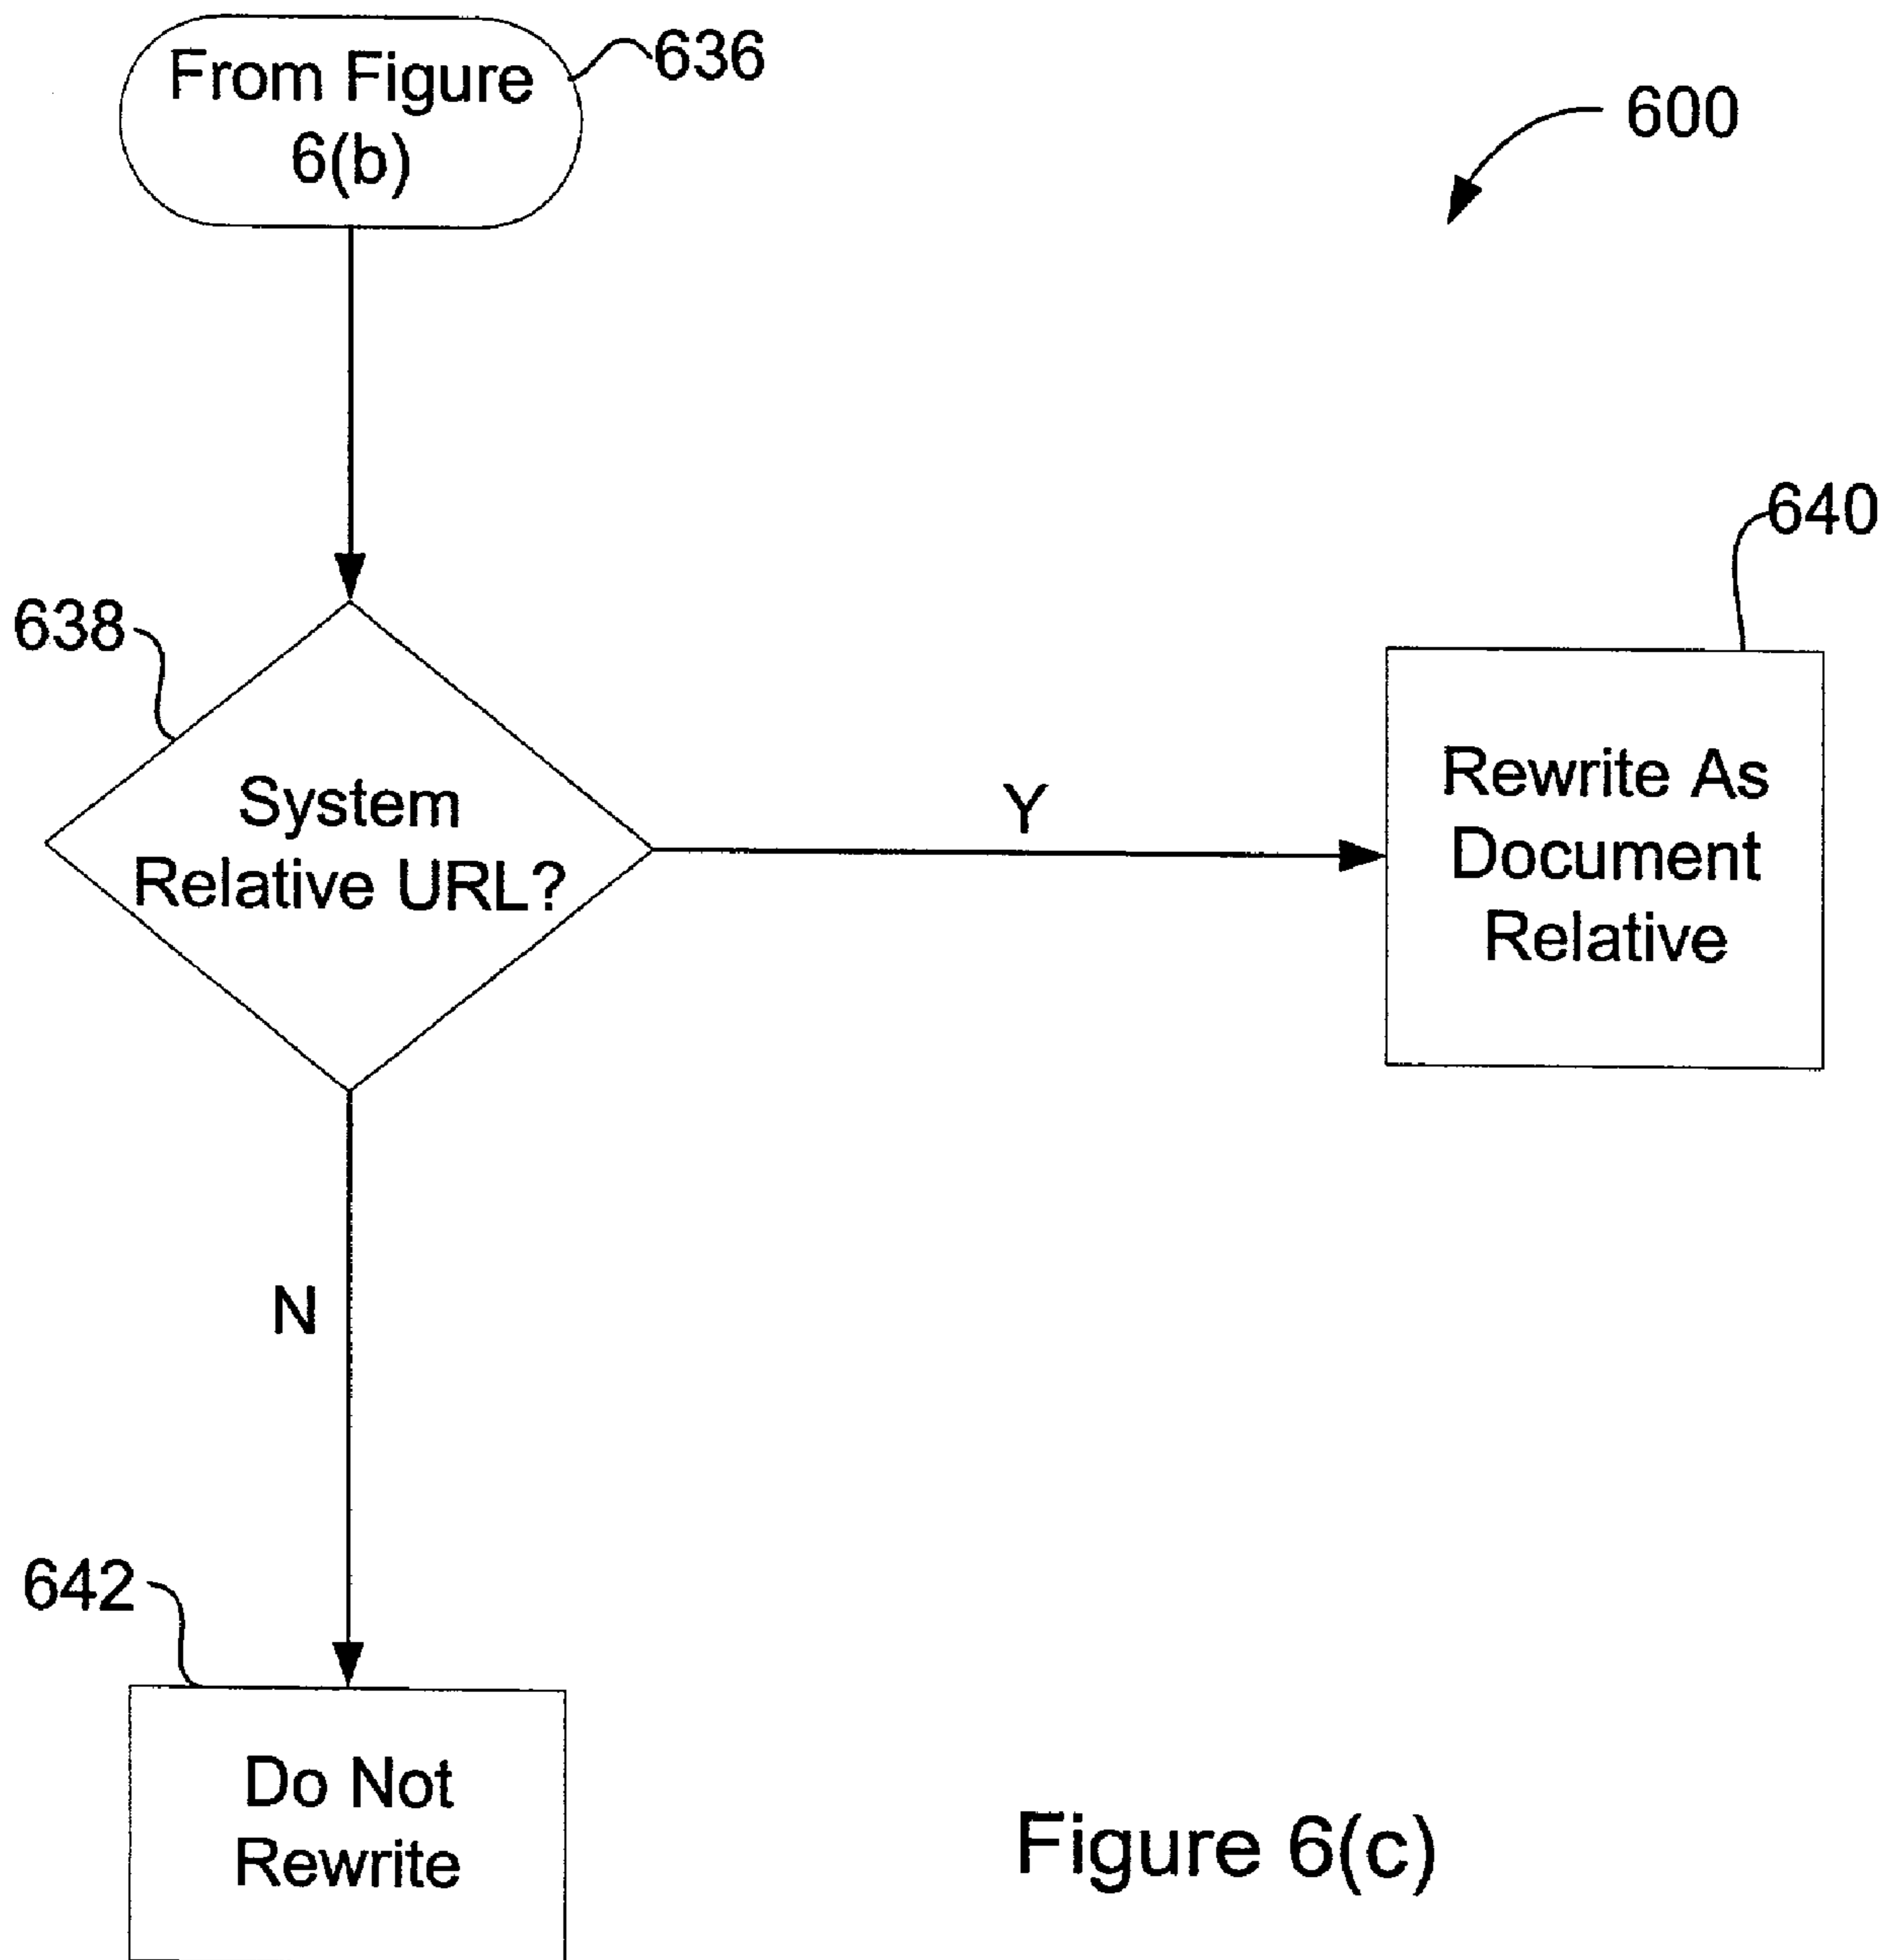 From Figure
6(b)
636
600
638
System
Relative URL?
Y
640
Rewrite As
Document
Relative
N
642
Do Not
Rewrite
Figure 6(c)